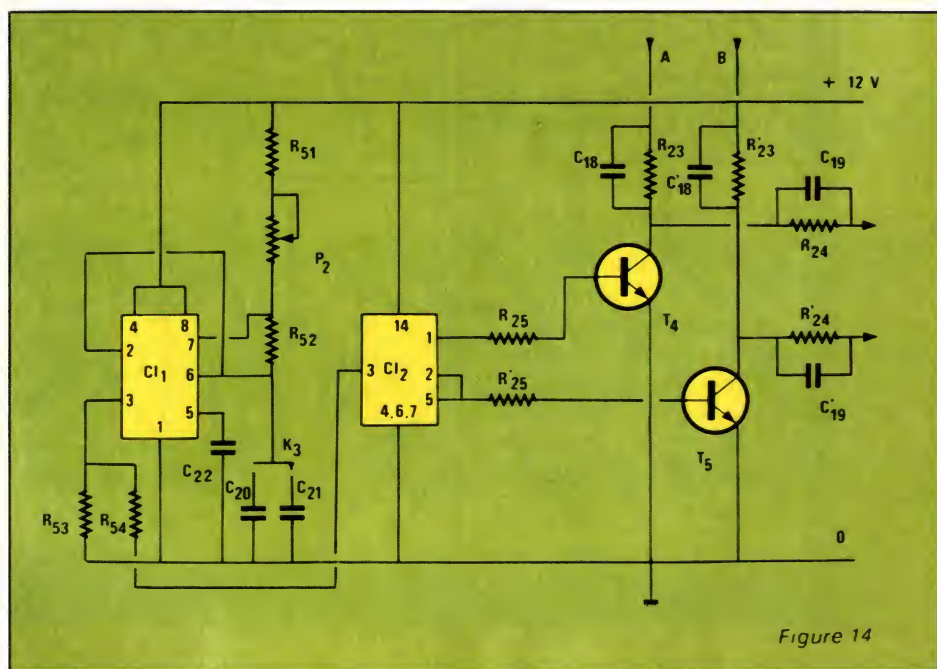 A B
+ 12 V
R51
C18 R23 C'18 R'23 C19
P2
R24
T4
4 8
7
2
R52
14
1
R25
R'24
CI1
6
3
CI2
2
5
R'25
3
5
4,6.7
C'19
1
K3
T5
C22
C20 C21
R53 R54
0
Figure 14